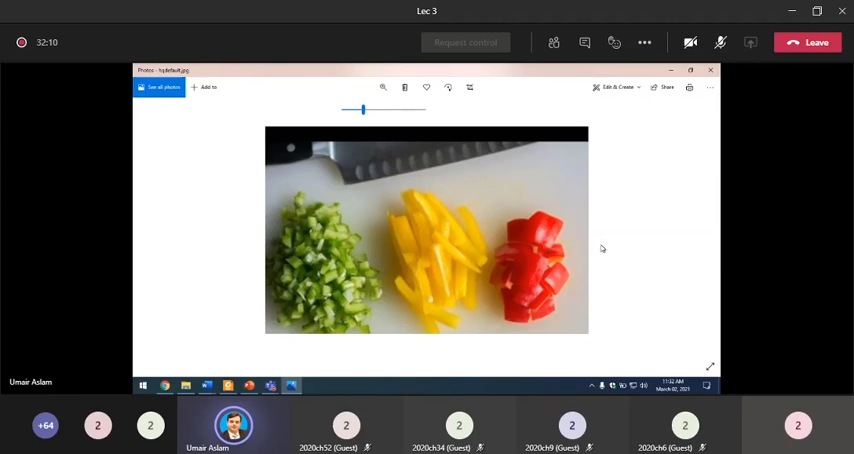 Lec 3
32:10
Request control
Leave
Photos - hqdefault.jpg
See all photos
Add to
Edit & Create
Share
Umair Aslam
11:52 AM
March 02, 2021
+64
2
2
2
2
2
2
2
Umair Aslam
2020ch52 (Guest)
2020ch34 (Guest)
2020ch9 (Guest)
2020ch6 (Guest)